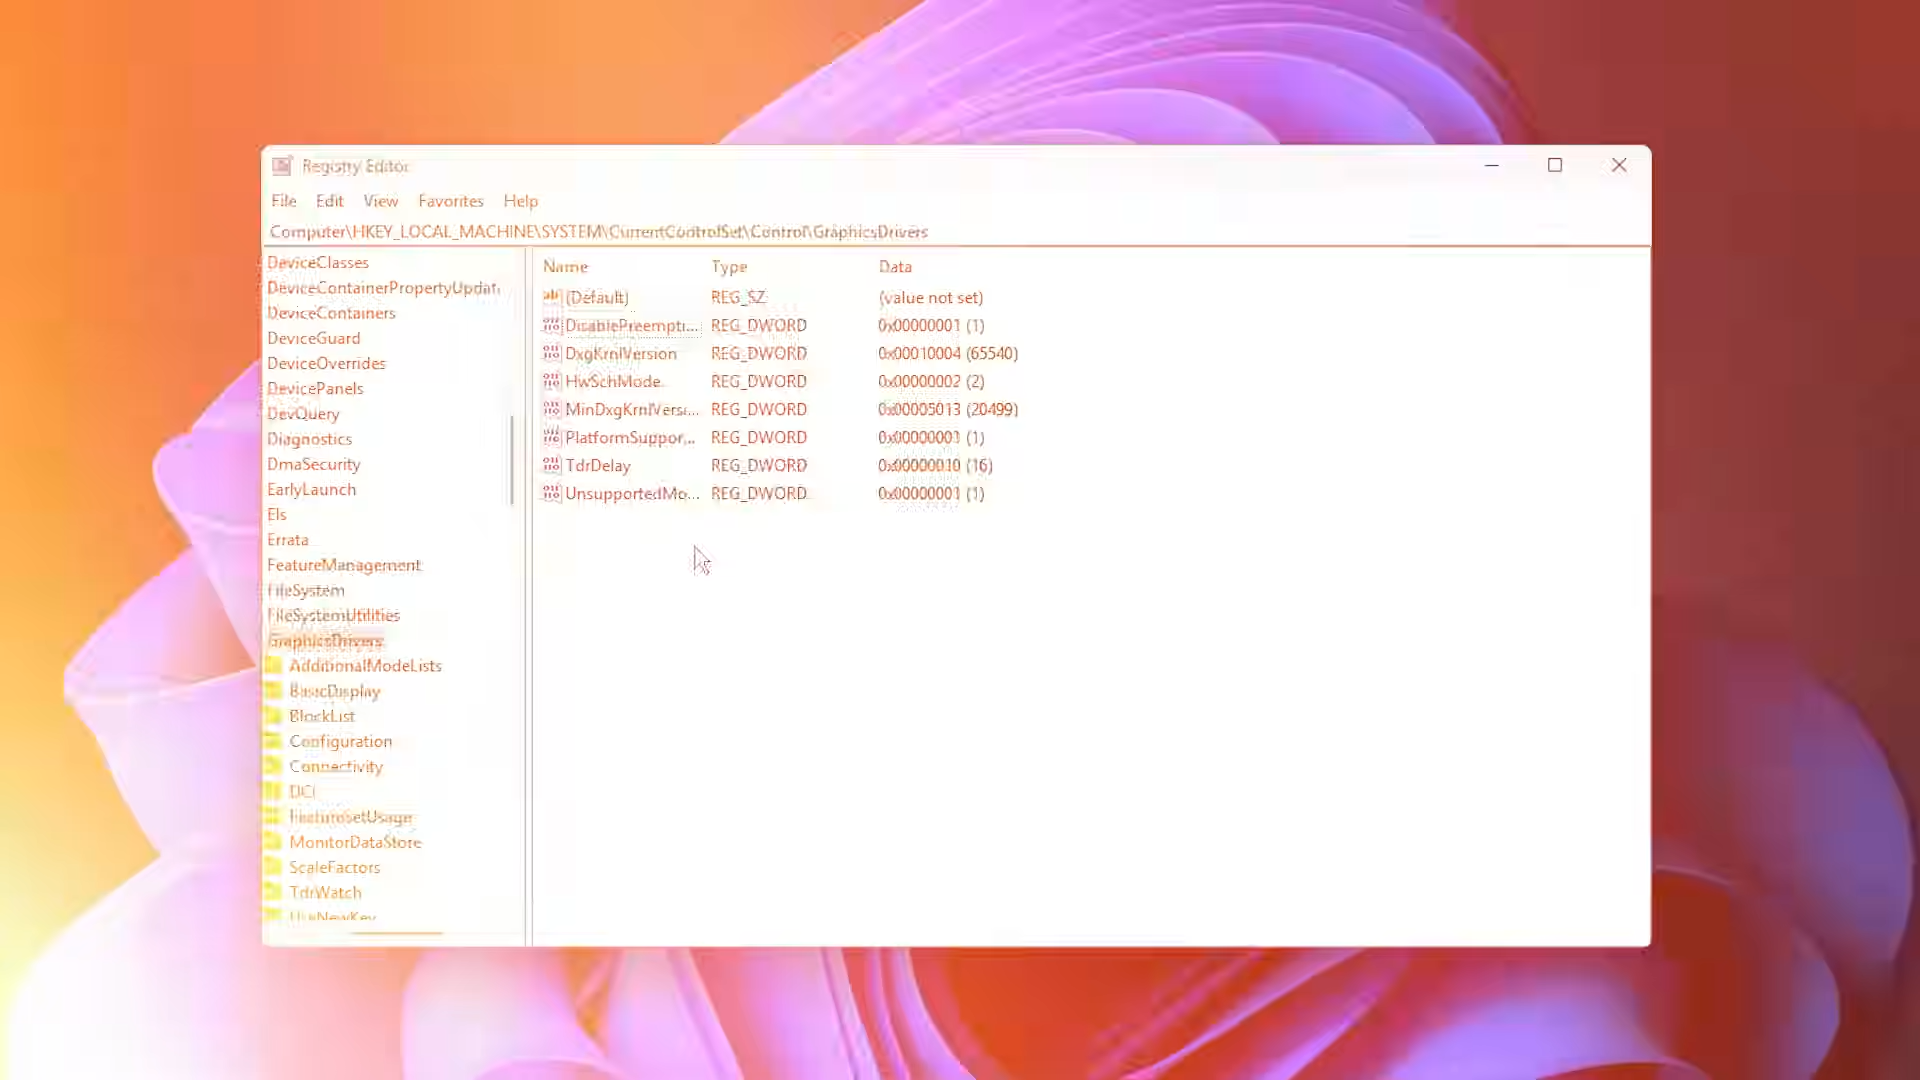 Registry Editor
File Edit View Favorites Help
Computer\HKEY_LOCAL_MACHINE\SYSTEM\CurrentControlSet\Control\GraphicsDrivers
DeviceClasses
DeviceContainerPropertyUpdat
DeviceContainers
DeviceGuard
DeviceOverrides
DevicePanels
DevQuery
Diagnostics
DmaSecurity
EarlyLaunch
Els
Errata
FeatureManagement
FileSystem
FileSystemUtilities
GraphicsDrivers
AdditionalModeLists
BasicDisplay
BlockList
Configuration
Connectivity
DCI
FeatureSetUsage
MonitorDataStore
ScaleFactors
TdrWatch
UseNewKey
Name Type Data
(Default) REG_SZ (value not set)
DisablePreempti... REG_DWORD 0x00000001 (1)
DxgKrnlVersion REG_DWORD 0x00010004 (65540)
HwSchMode REG_DWORD 0x00000002 (2)
MinDxgKrnlVersi... REG_DWORD 0x00005013 (20499)
PlatformSuppor... REG_DWORD 0x00000001 (1)
TdrDelay REG_DWORD 0x00000010 (16)
UnsupportedMo... REG_DWORD 0x00000001 (1)